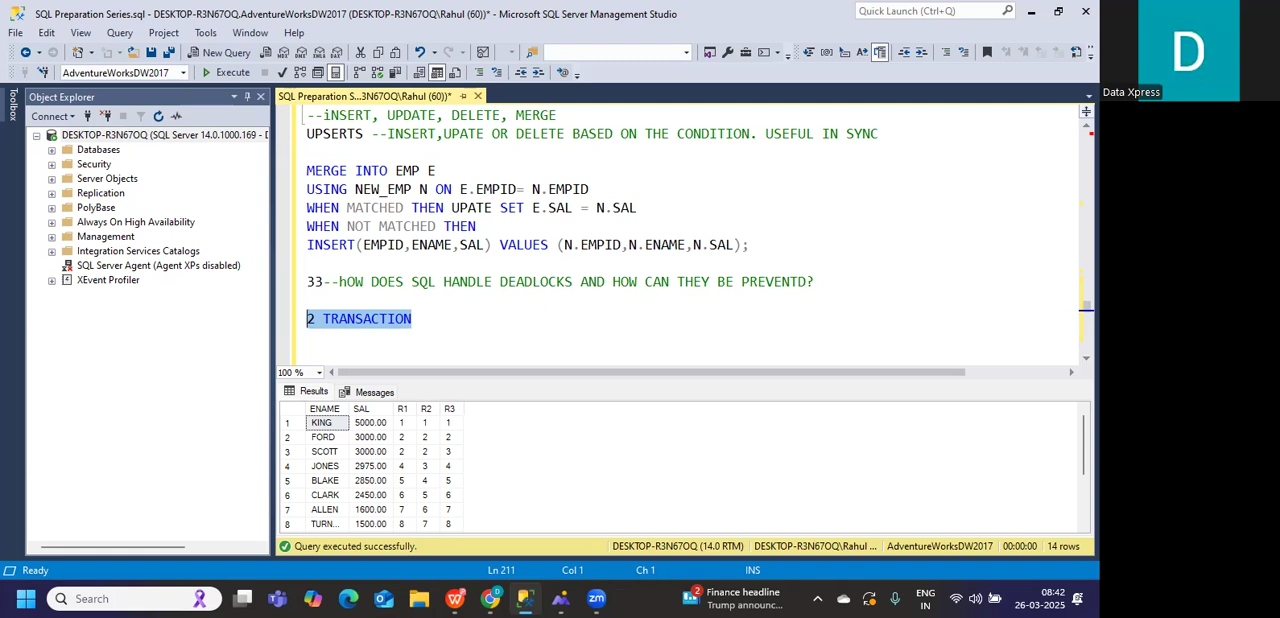 SQL Preparation Series.sql - DESKTOP-R3N67OQ.AdventureWorksDW2017 (DESKTOP-R3N67OQ\Rahul (60))* - Microsoft SQL Server Management Studio
Quick Launch (Ctrl+Q)
File Edit View Query Project Tools Window Help
New Query
AdventureWorksDW2017 Execute
Toolbox
Object Explorer
Connect
DESKTOP-R3N67OQ (SQL Server 14.0.1000.169 - D
Databases
Security
Server Objects
Replication
PolyBase
Always On High Availability
Management
Integration Services Catalogs
SQL Server Agent (Agent XPs disabled)
XEvent Profiler
SQL Preparation S...3N67OQ\Rahul (60))*
--iNSERT, UPDATE, DELETE, MERGE
UPSERTS --INSERT,UPATE OR DELETE BASED ON THE CONDITION. USEFUL IN SYNC
MERGE INTO EMP E
USING NEW_EMP N ON E.EMPID= N.EMPID
WHEN MATCHED THEN UPATE SET E.SAL = N.SAL
WHEN NOT MATCHED THEN
INSERT(EMPID,ENAME,SAL) VALUES (N.EMPID,N.ENAME,N.SAL);
33--hOW DOES SQL HANDLE DEADLOCKS AND HOW CAN THEY BE PREVENTD?
2 TRANSACTION
100 %
Results Messages
ENAME SAL R1 R2 R3
1 KING 5000.00 1 1 1
2 FORD 3000.00 2 2 2
3 SCOTT 3000.00 2 2 3
4 JONES 2975.00 4 3 4
5 BLAKE 2850.00 5 4 5
6 CLARK 2450.00 6 5 6
7 ALLEN 1600.00 7 6 7
8 TURN... 1500.00 8 7 8
Query executed successfully. DESKTOP-R3N67OQ (14.0 RTM) DESKTOP-R3N67OQ\Rahul ... AdventureWorksDW2017 00:00:00 14 rows
Ready Ln 211 Col 1 Ch 1 INS
Search
2
Finance headline
Trump announc...
ENG
IN
08:42
26-03-2025
D
Data Xpress